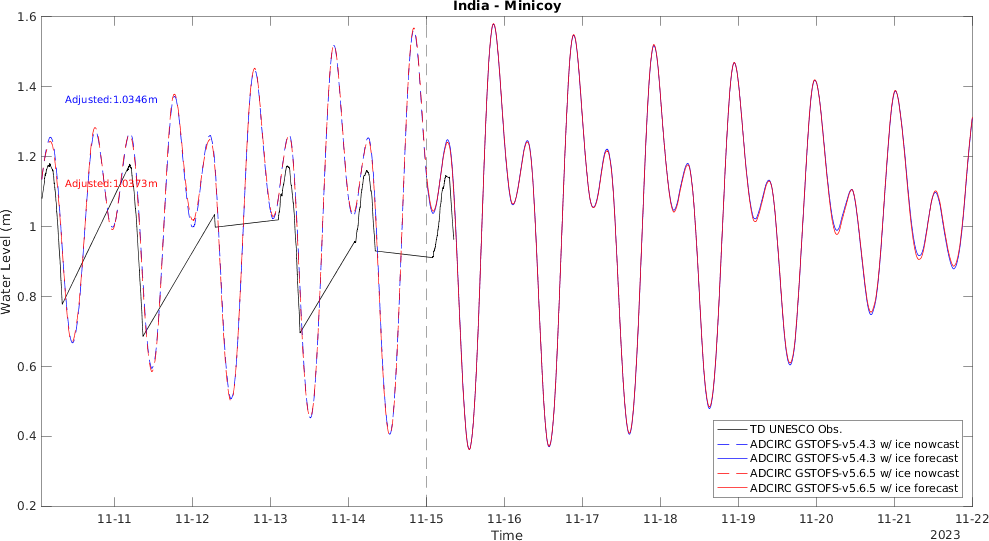 India - Minicoy
1.6
1.4
1.2
1
0.8
0.6
0.4
0.2
Water Level (m)
Adjusted:1.0346m
Adjusted:1.0373m
TD UNESCO Obs.
ADCIRC GSTOFS-v5.4.3 w/ ice nowcast
ADCIRC GSTOFS-v5.4.3 w/ ice forecast
ADCIRC GSTOFS-v5.6.5 w/ ice nowcast
ADCIRC GSTOFS-v5.6.5 w/ ice forecast
11-11 11-12 11-13 11-14 11-15 11-16 11-17 11-18 11-19 11-20 11-21 11-22
Time
2023